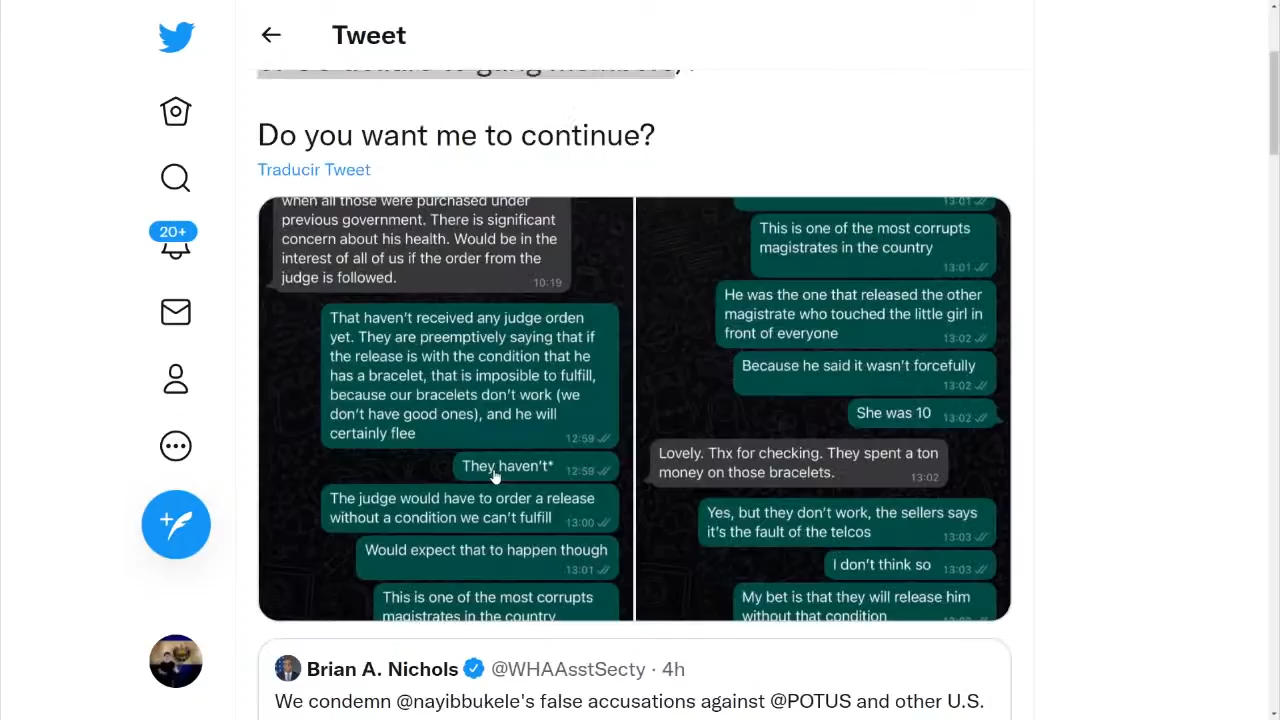 Tweet
Do you want me to continue?
Traducir Tweet
20+
when all those were purchased under
previous government. There is significant
concern about his health. Would be in the
interest of all of us if the order from the
judge is followed.
10:19
That haven't received any judge orden
yet. They are preemptively saying that if
the release is with the condition that he
has a bracelet, that is imposible to fulfill,
because our bracelets don't work (we
don't have good ones), and he will
certainly flee
12:59
They haven't* 12:59
The judge would have to order a release
without a condition we can't fulfill 13:00
Would expect that to happen though
13:01
This is one of the most corrupts
magistrates in the country
13:01
This is one of the most corrupts
magistrates in the country
13:01
He was the one that released the other
magistrate who touched the little girl in
front of everyone 13:02
Because he said it wasn't forcefully
13:02
She was 10 13:02
Lovely. Thx for checking. They spent a ton
money on those bracelets. 13:02
Yes, but they don't work, the sellers says
it's the fault of the telcos 13:03
I don't think so 13:03
My bet is that they will release him
without that condition
Brian A. Nichols @WHAAsstSecty · 4h
We condemn @nayibbukele's false accusations against @POTUS and other U.S.